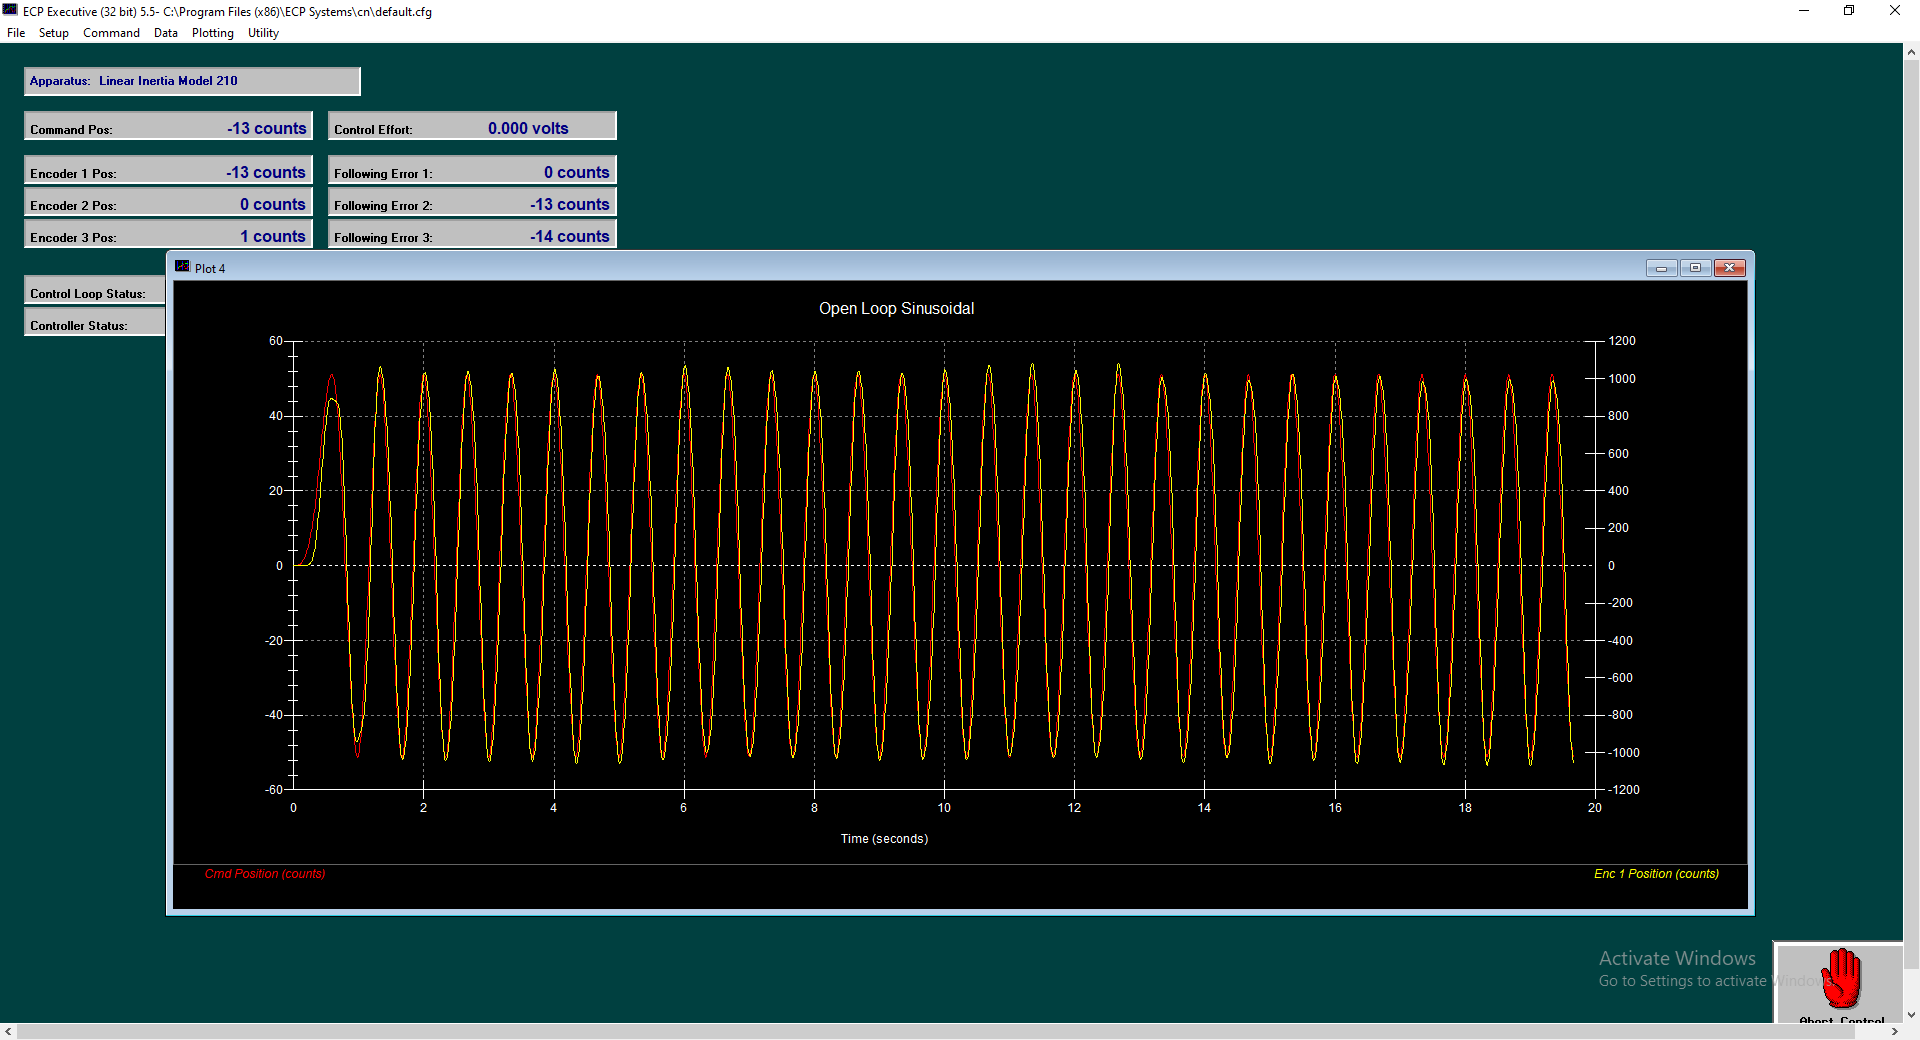 ECP Executive (32 bit) 5.5- C:\Program Files (x86)\ECP Systems\cn\default.cfg
File Setup Command Data Plotting Utility
Apparatus: Linear Inertia Model 210
Command Pos: -13 counts Control Effort: 0.000 volts
Encoder 1 Pos: -13 counts Following Error 1: 0 counts
Encoder 2 Pos: 0 counts Following Error 2: -13 counts
Encoder 3 Pos: 1 counts Following Error 3: -14 counts
Control Loop Status:
Controller Status:
Plot 4
Open Loop Sinusoidal
60 1200
1000
40 800
600
20 400
200
0 0
-200
-20 -400
-600
-40 -800
-1000
-60 -1200
0 2 4 6 8 10 12 14 16 18 20
Time (seconds)
Cmd Position (counts) Enc 1 Position (counts)
Activate Windows
Go to Settings to activate Windows.
Abort Control